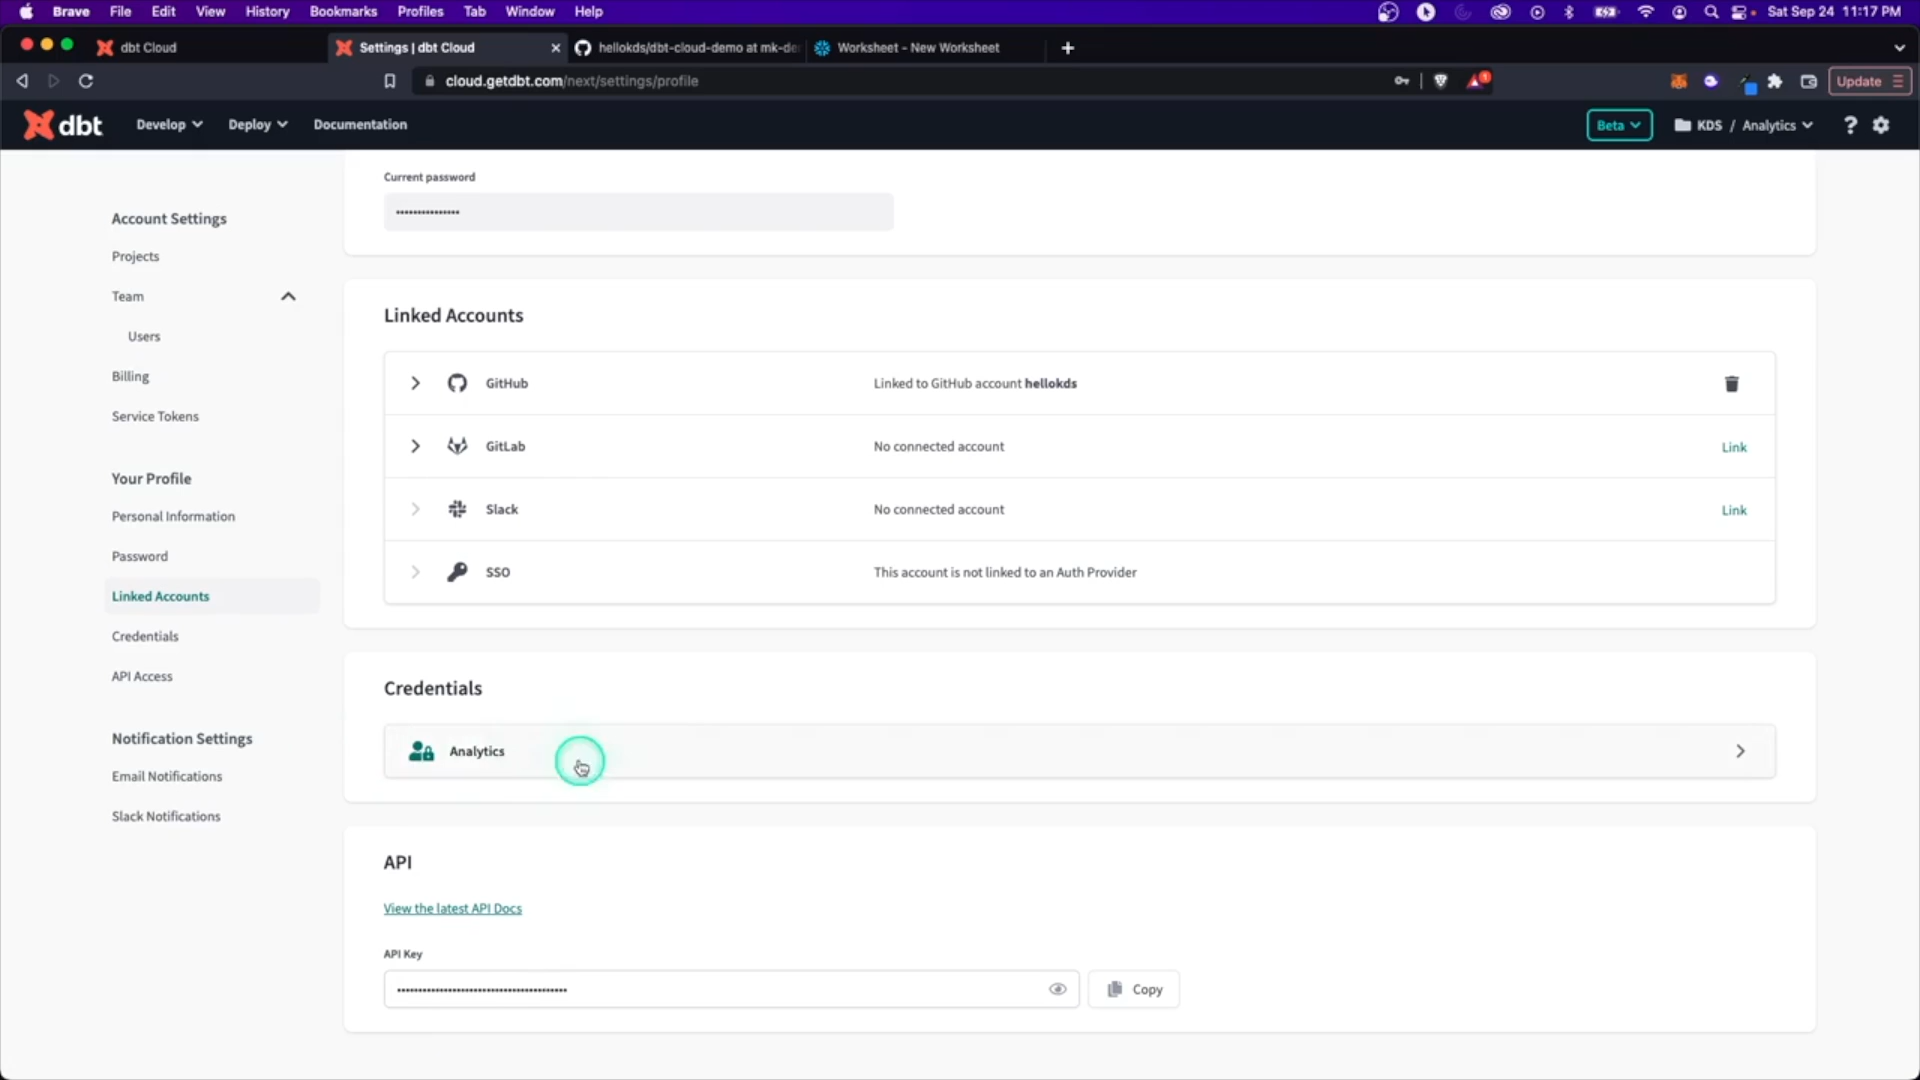 Brave File Edit View History Bookmarks Profiles Tab Window Help Sat Sep 24 11:17 PM
dbt Cloud
Settings | dbt Cloud
hellokds/dbt-cloud-demo at mk-de
Worksheet - New Worksheet
cloud.getdbt.com/next/settings/profile
Update
dbt
Develop
Deploy
Documentation
Beta
KDS / Analytics
?
Account Settings
Projects
Team
Users
Billing
Service Tokens
Your Profile
Personal Information
Password
Linked Accounts
Credentials
API Access
Notification Settings
Email Notifications
Slack Notifications
Current password
Linked Accounts
GitHub Linked to GitHub account hellokds
GitLab No connected account Link
Slack No connected account Link
SSO This account is not linked to an Auth Provider
Credentials
Analytics
API
View the latest API Docs
API Key
Copy